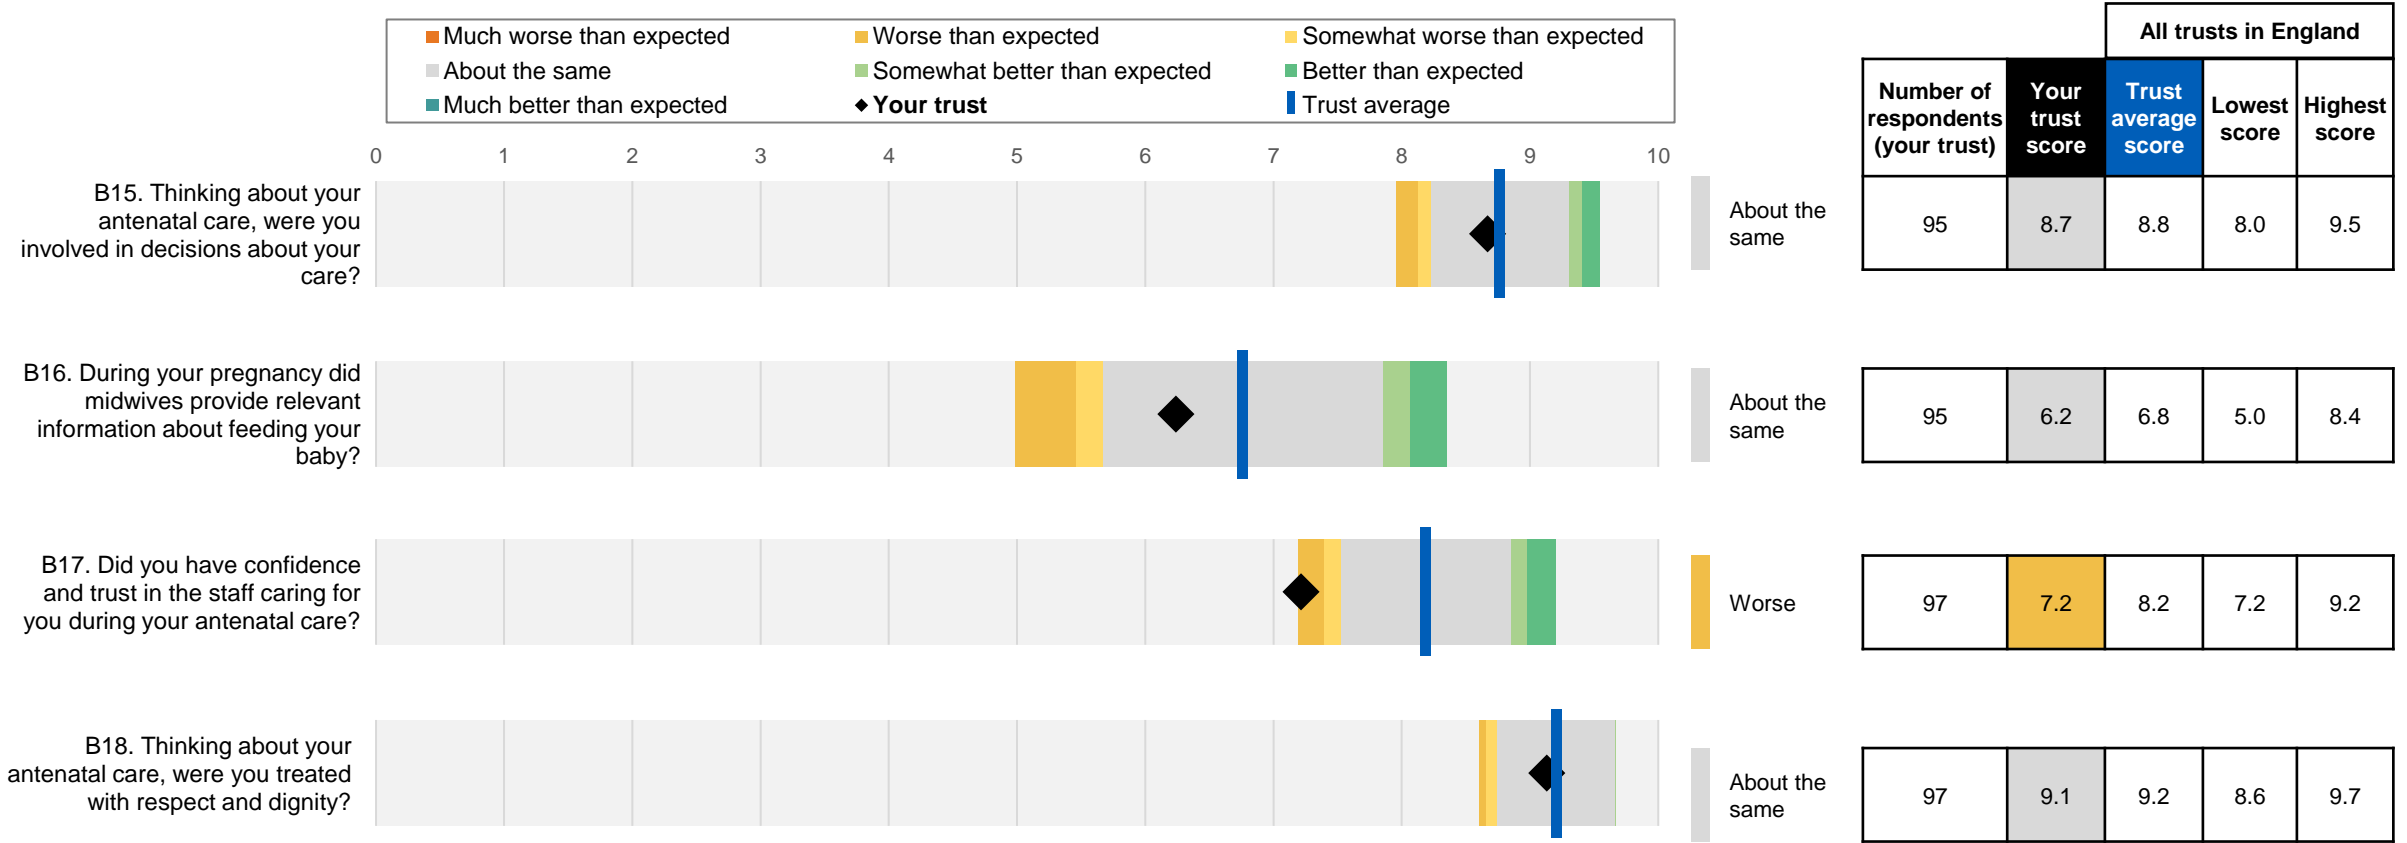 Much worse than expected
Worse than expected
Somewhat worse than expected
About the same
Somewhat better than expected
Better than expected
Much better than expected
Your trust
Trust average
All trusts in England
Number of
respondents
(your trust)
Your
trust
score
Trust
average
score
Lowest
score
Highest
score
0 1 2 3 4 5 6 7 8 9 10
B15. Thinking about your
antenatal care, were you
involved in decisions about your
care?
About the
same
95 8.7 8.8 8.0 9.5
B16. During your pregnancy did
midwives provide relevant
information about feeding your
baby?
About the
same
95 6.2 6.8 5.0 8.4
B17. Did you have confidence
and trust in the staff caring for
you during your antenatal care?
Worse
97 7.2 8.2 7.2 9.2
B18. Thinking about your
antenatal care, were you treated
with respect and dignity?
About the
same
97 9.1 9.2 8.6 9.7